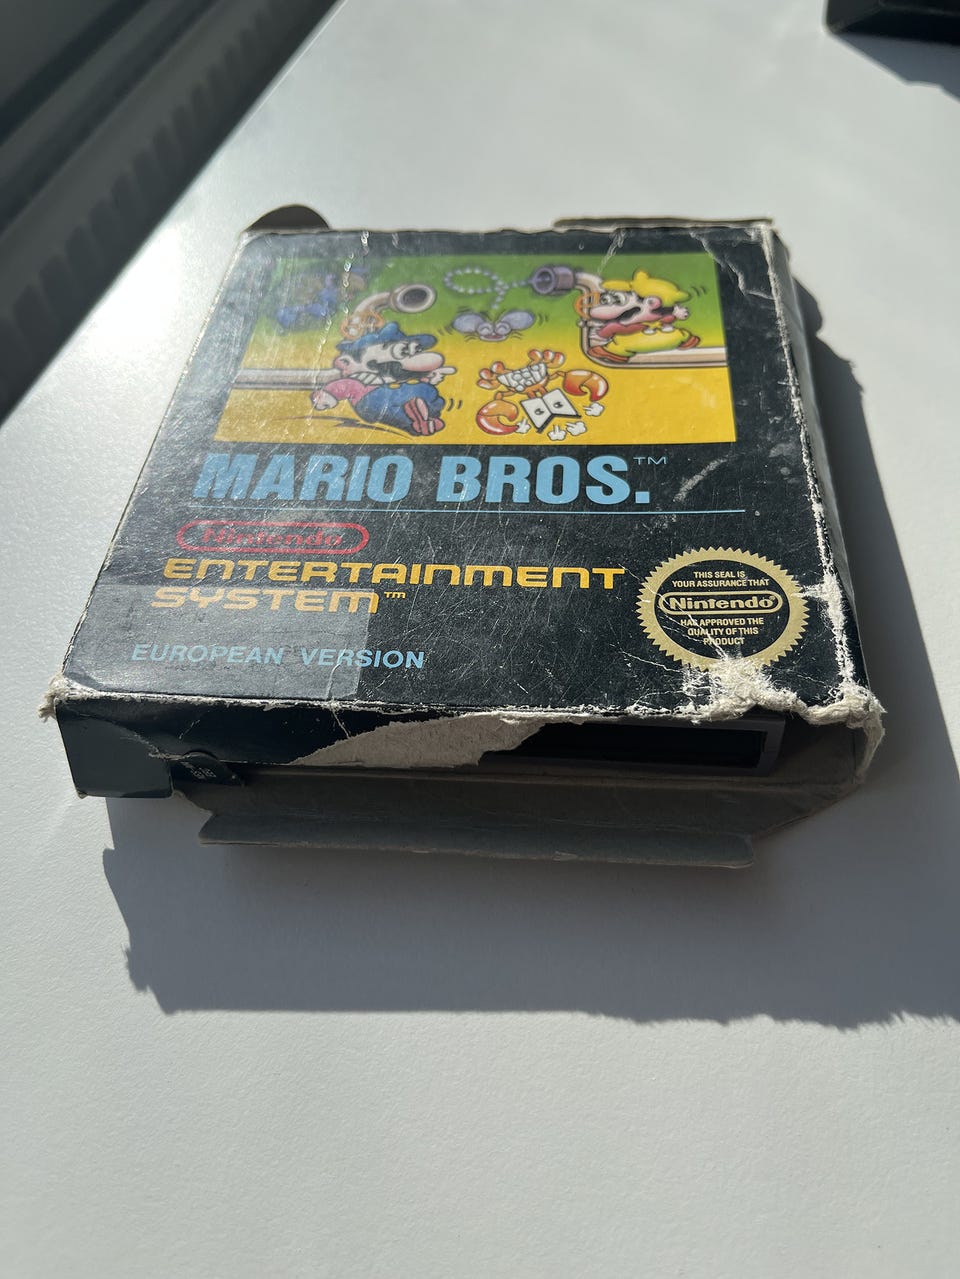 MARIO BROS.™
Nintendo
ENTERTAINMENT
SYSTEM™
EUROPEAN VERSION
THIS SEAL IS
YOUR ASSURANCE THAT
Nintendo
HAS APPROVED THE
QUALITY OF THIS
PRODUCT